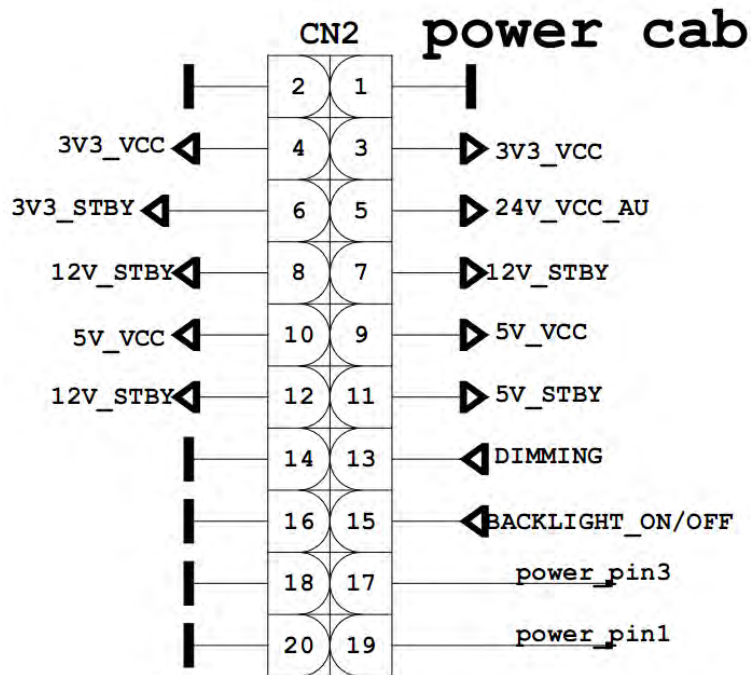 CN2 power cab
2 1
3V3_VCC 4 3 3V3_VCC
3V3_STBY 6 5 24V_VCC_AU
12V_STBY 8 7 12V_STBY
5V_VCC 10 9 5V_VCC
12V_STBY 12 11 5V_STBY
14 13 DIMMING
16 15 BACKLIGHT_ON/OFF
18 17 power_pin3
20 19 power_pin1